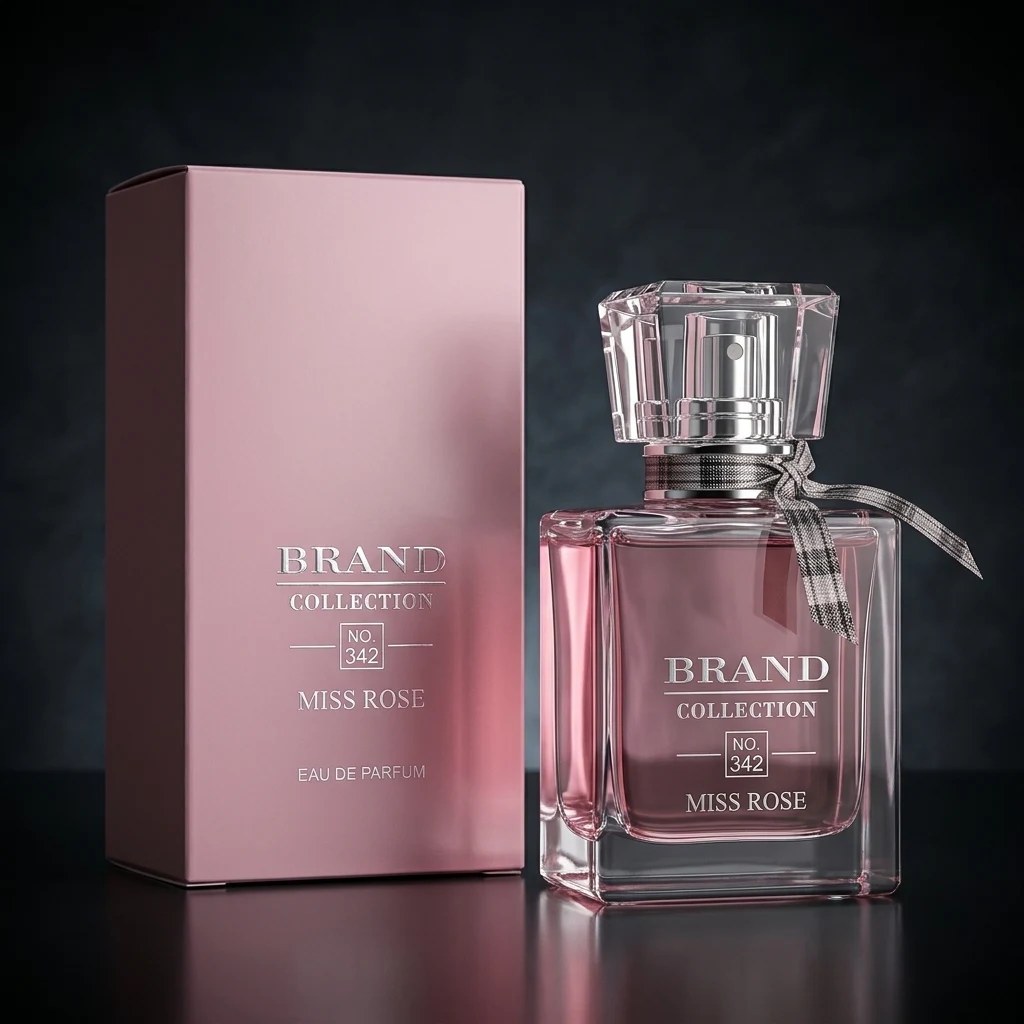 BRAND
COLLECTION
NO.
342
MISS ROSE
EAU DE PARFUM
BRAND
COLLECTION
NO.
342
MISS ROSE